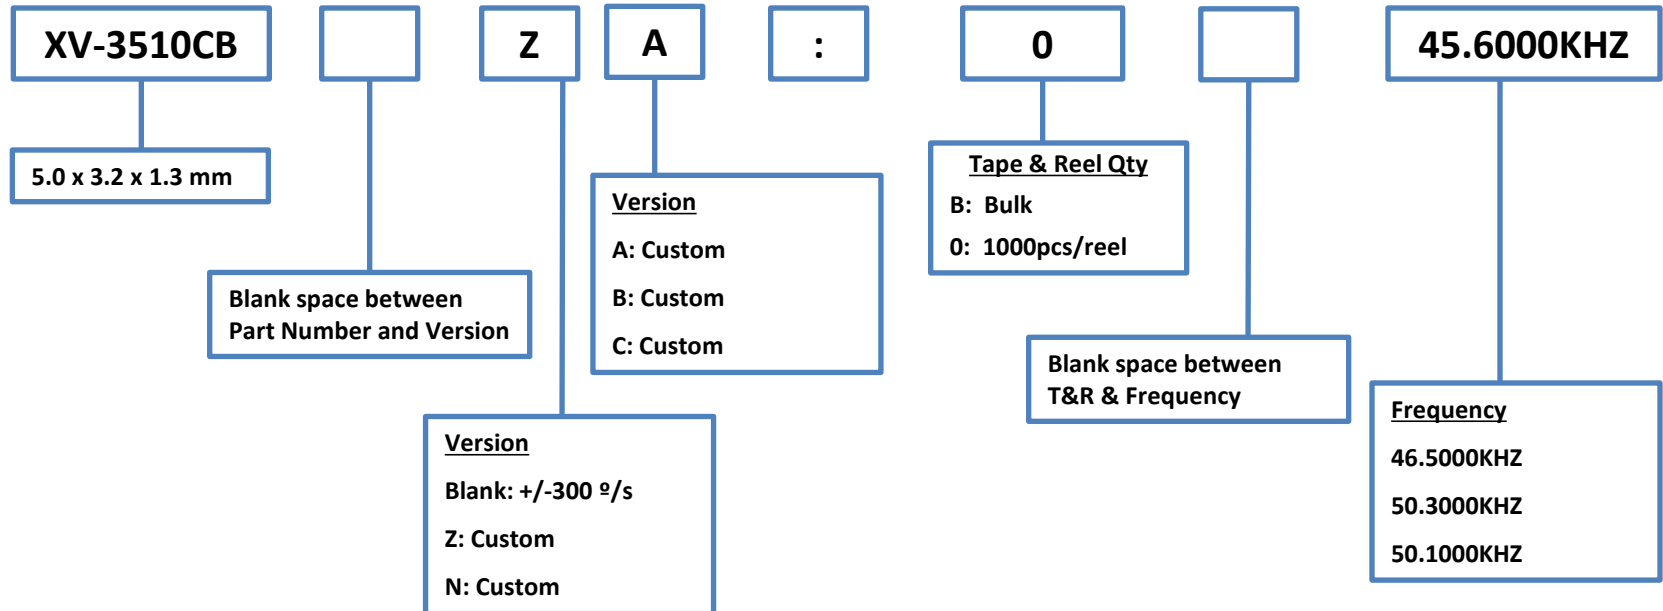 XV-3510CB Z A : 0 45.6000KHZ
5.0 x 3.2 x 1.3 mm
Blank space between
Part Number and Version
Version
Blank: +/-300 º/s
Z: Custom
N: Custom
Version
A: Custom
B: Custom
C: Custom
Tape & Reel Qty
B: Bulk
0: 1000pcs/reel
Blank space between
T&R & Frequency
Frequency
46.5000KHZ
50.3000KHZ
50.1000KHZ